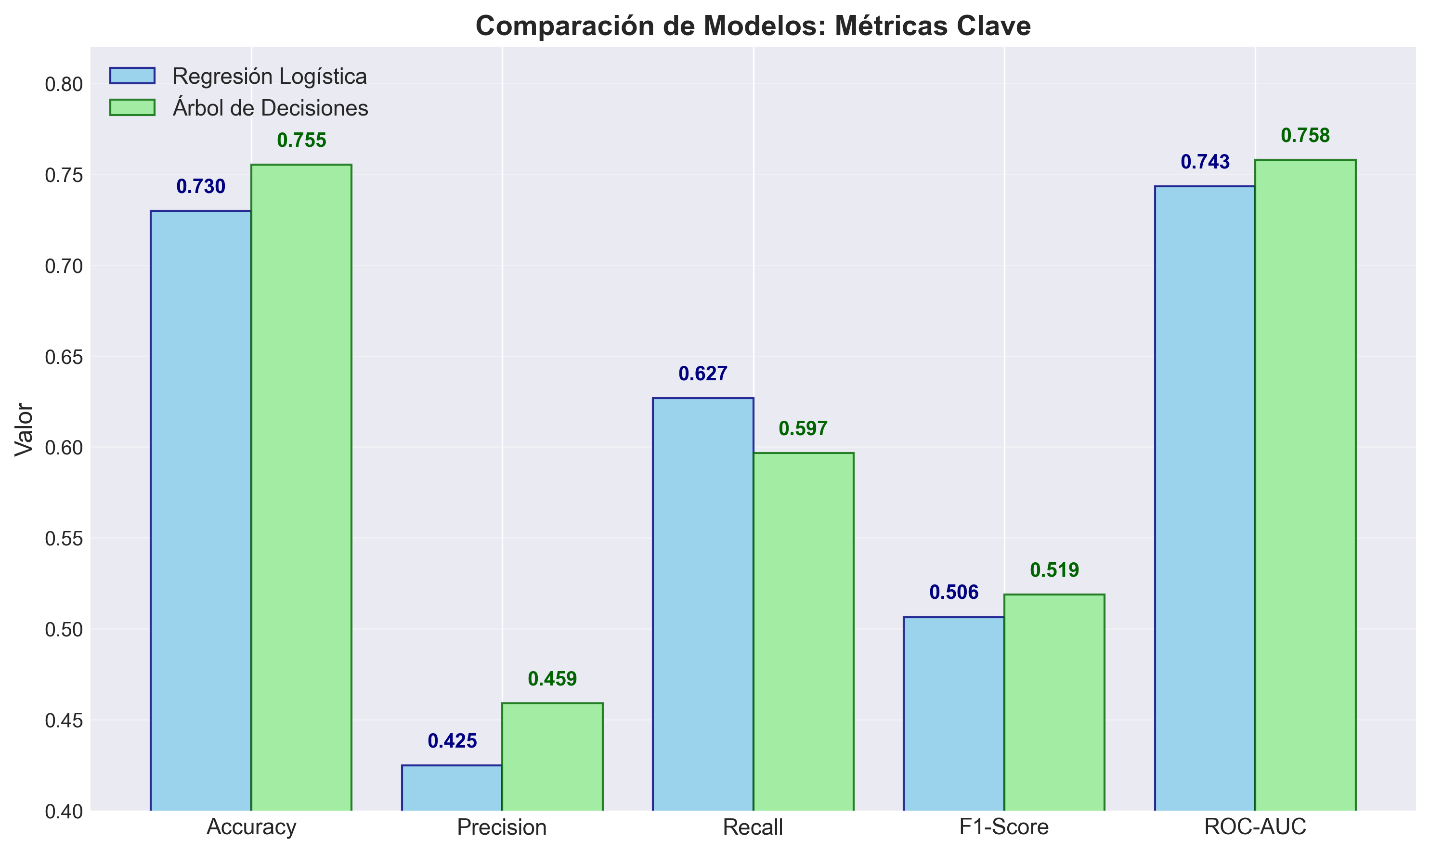 Comparación de Modelos: Métricas Clave
Regresión Logística
Árbol de Decisiones
Valor
0.80
0.75
0.70
0.65
0.60
0.55
0.50
0.45
0.40
0.730
0.755
0.425
0.459
0.627
0.597
0.506
0.519
0.743
0.758
Accuracy
Precision
Recall
F1-Score
ROC-AUC